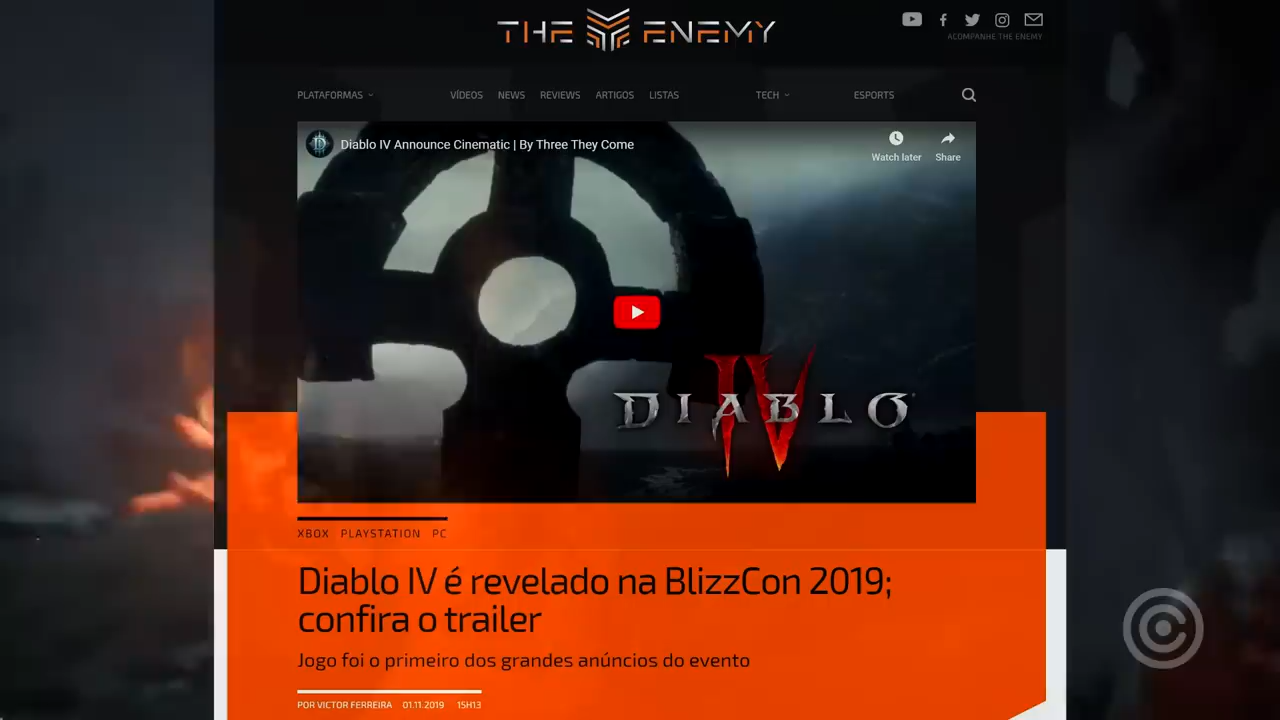 THE ENEMY
ACOMPANHE THE ENEMY
PLATAFORMAS VÍDEOS NEWS REVIEWS ARTIGOS LISTAS TECH ESPORTS
Diablo IV Announce Cinematic | By Three They Come
Watch later Share
DIABLO IV
XBOX PLAYSTATION PC
Diablo IV é revelado na BlizzCon 2019;
confira o trailer
Jogo foi o primeiro dos grandes anúncios do evento
POR VICTOR FERREIRA 01.11.2019 15H13